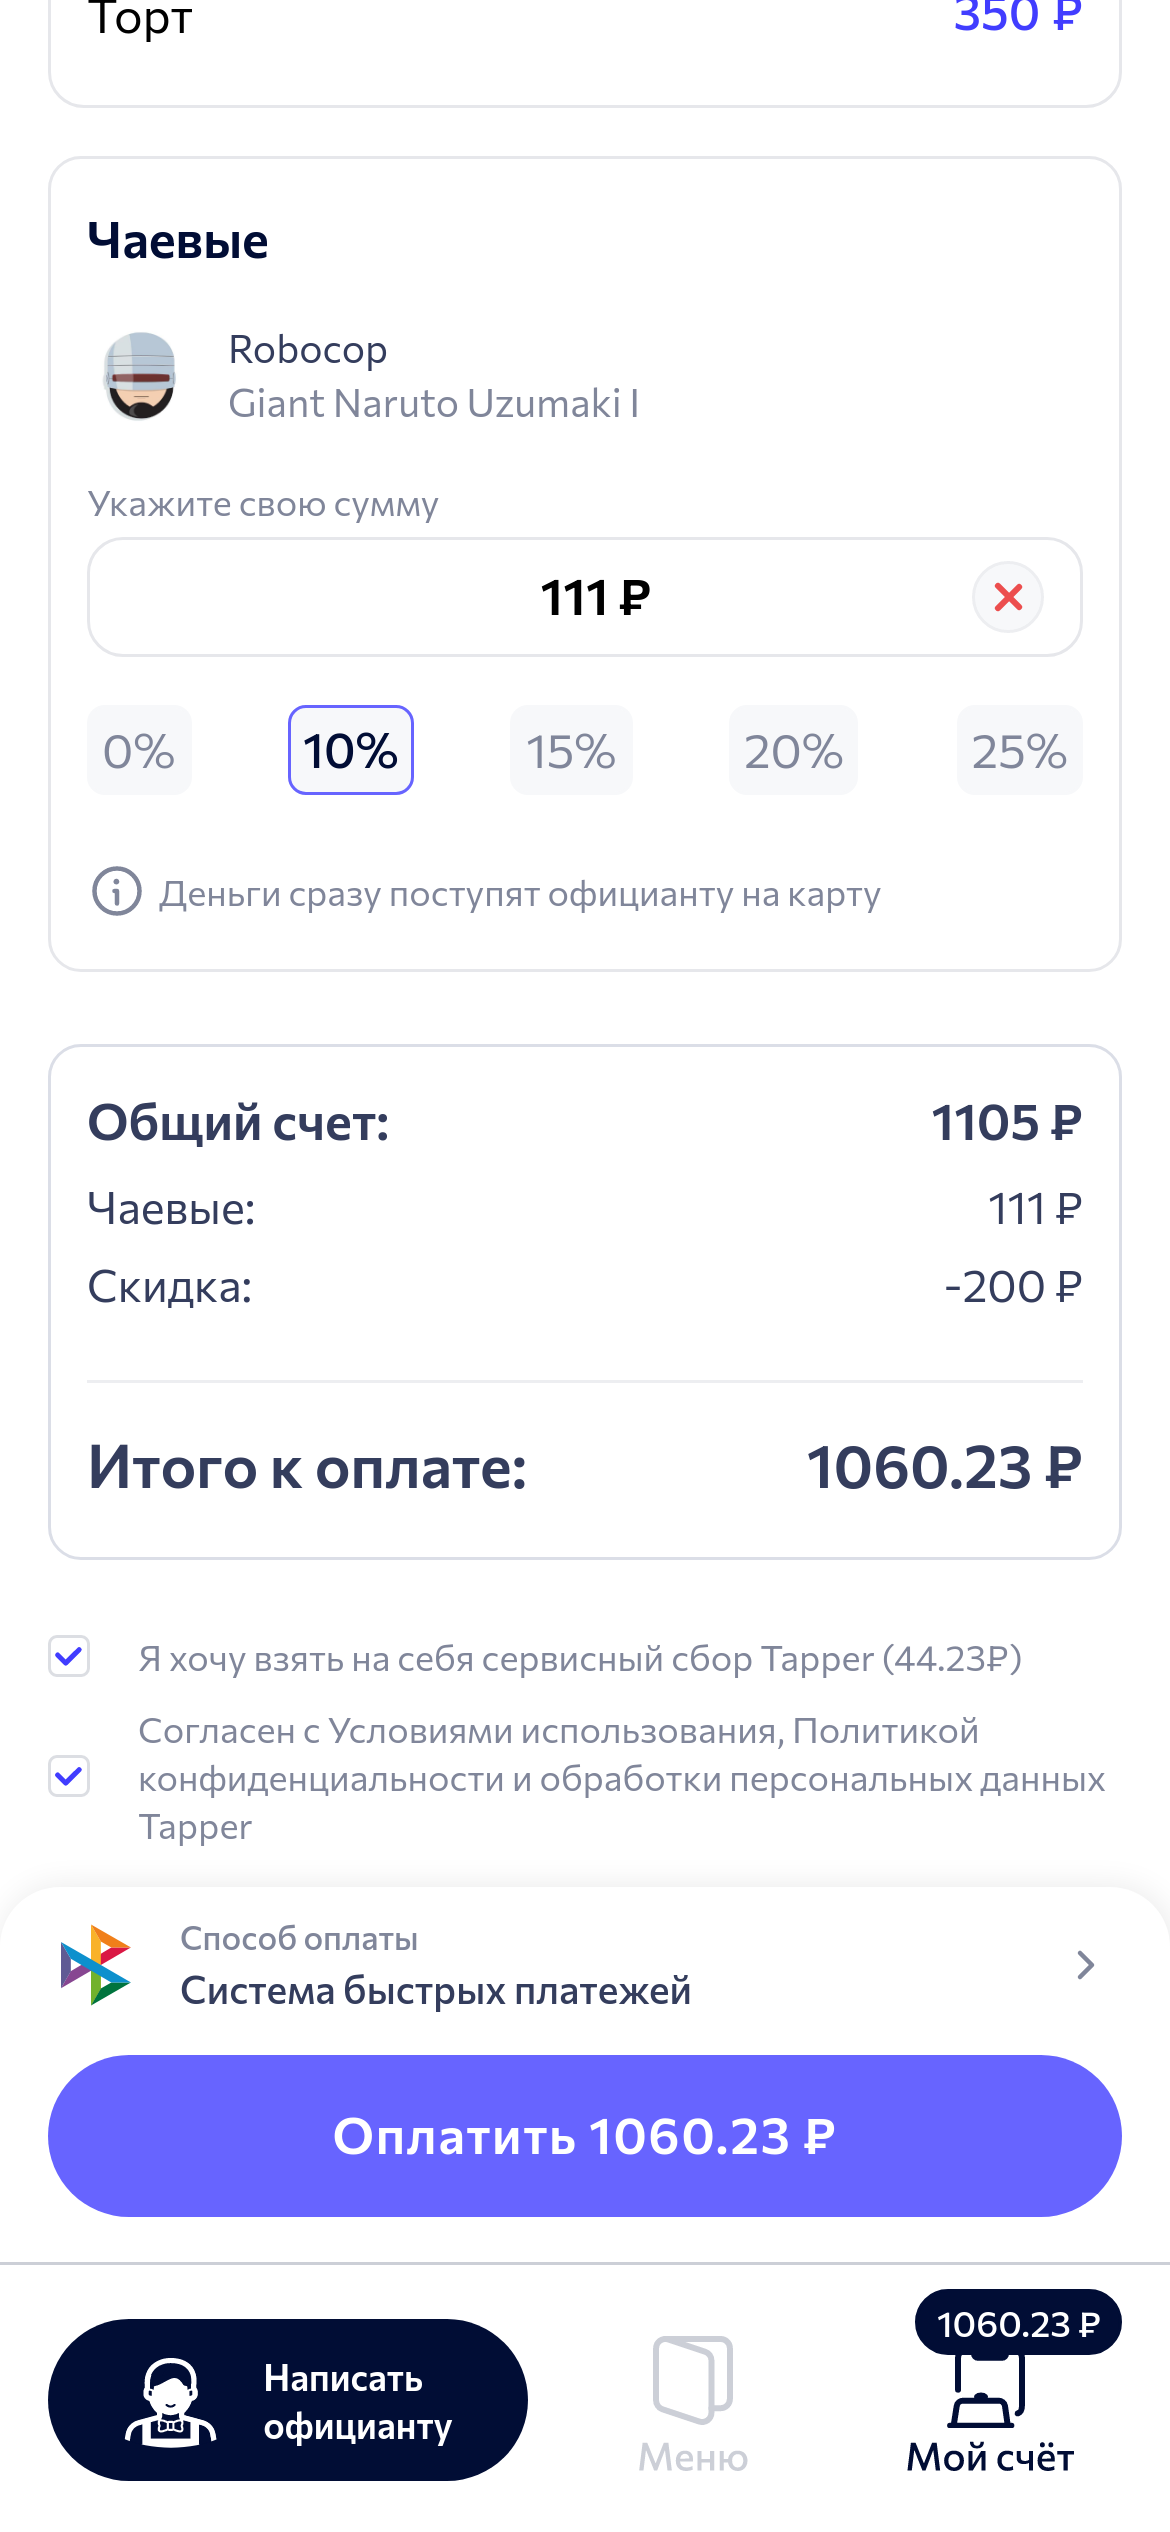 Торт 350 ₽
Чаевые
Robocop
Giant Naruto Uzumaki I
Укажите свою сумму
111 ₽
0% 10% 15% 20% 25%
Деньги сразу поступят официанту на карту
Общий счет: 1105 ₽
Чаевые: 111 ₽
Скидка: -200 ₽
Итого к оплате: 1060.23 ₽
Я хочу взять на себя сервисный сбор Tapper (44.23₽)
Согласен с Условиями использования, Политикой
конфиденциальности и обработки персональных данных
Tapper
Способ оплаты
Система быстрых платежей
Оплатить 1060.23 ₽
1060.23 ₽
Написать
официанту
Меню
Мой счёт